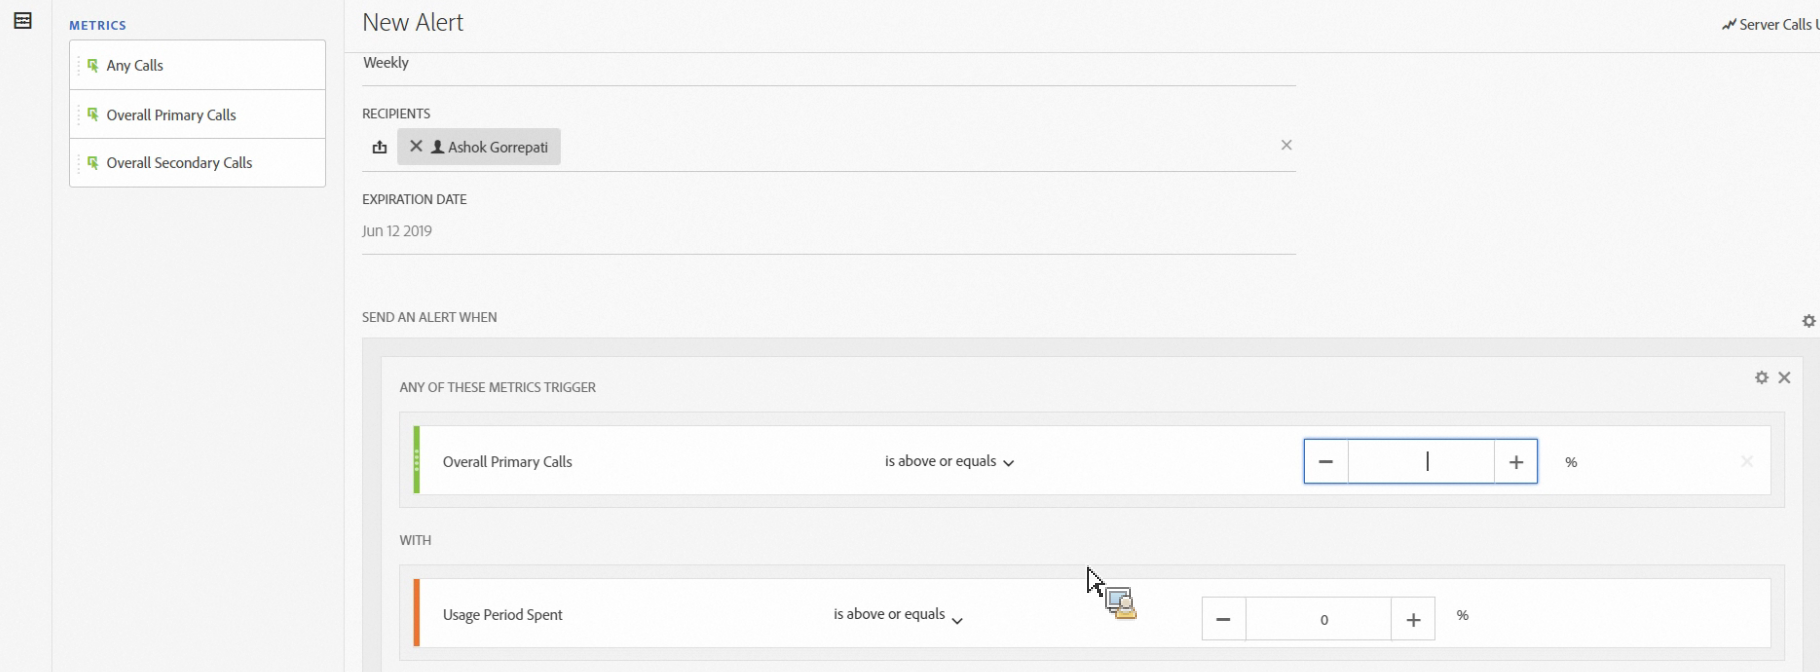 METRICS
Any Calls
Overall Primary Calls
Overall Secondary Calls
New Alert
Server Calls U
Weekly
RECIPIENTS
Ashok Gorrepati
EXPIRATION DATE
Jun 12 2019
SEND AN ALERT WHEN
ANY OF THESE METRICS TRIGGER
Overall Primary Calls is above or equals %
WITH
Usage Period Spent is above or equals 0 %